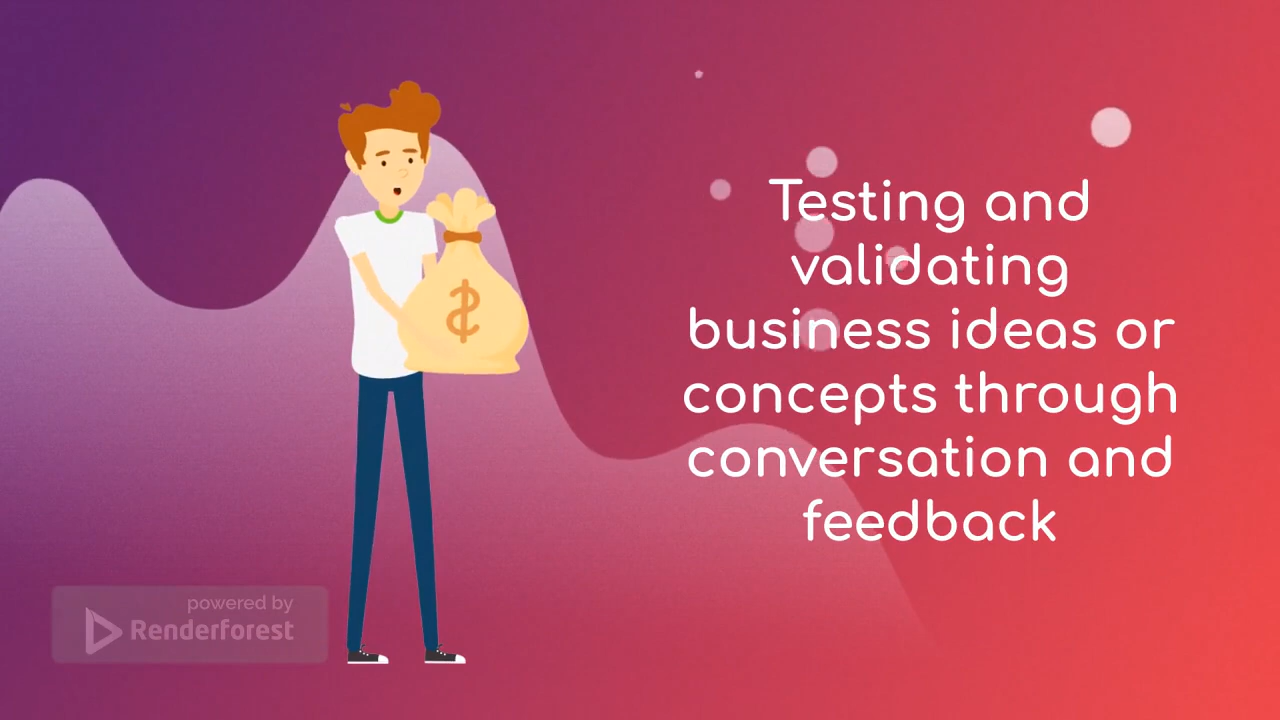 Testing and
validating
business ideas or
concepts through
conversation and
feedback
powered by
Renderforest